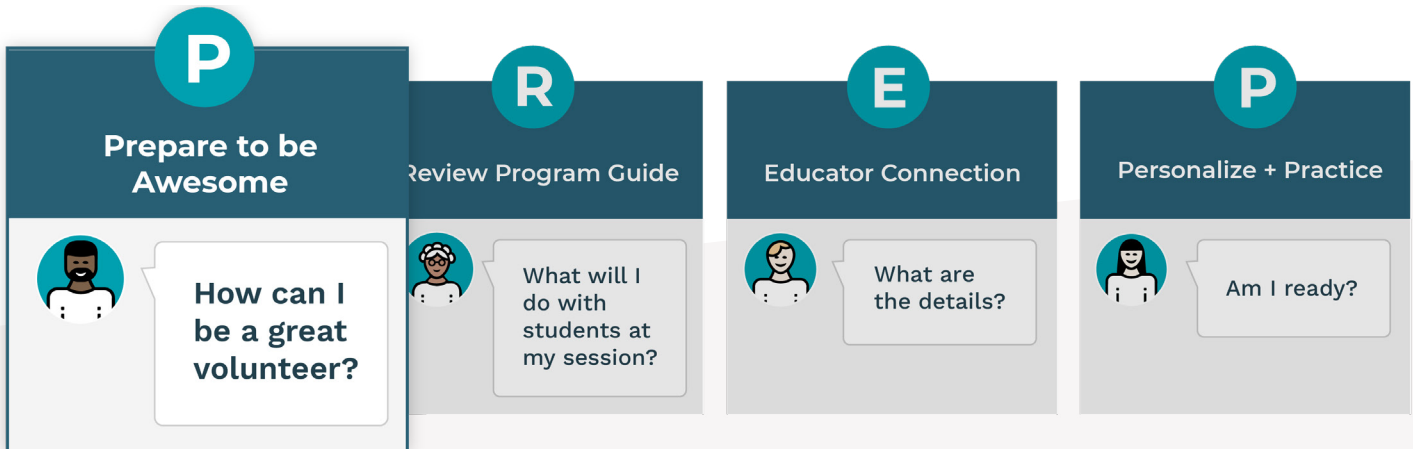 P
Prepare to be
Awesome
How can I
be a great
volunteer?
R
Review Program Guide
What will I
do with
students at
my session?
E
Educator Connection
What are
the details?
P
Personalize + Practice
Am I ready?